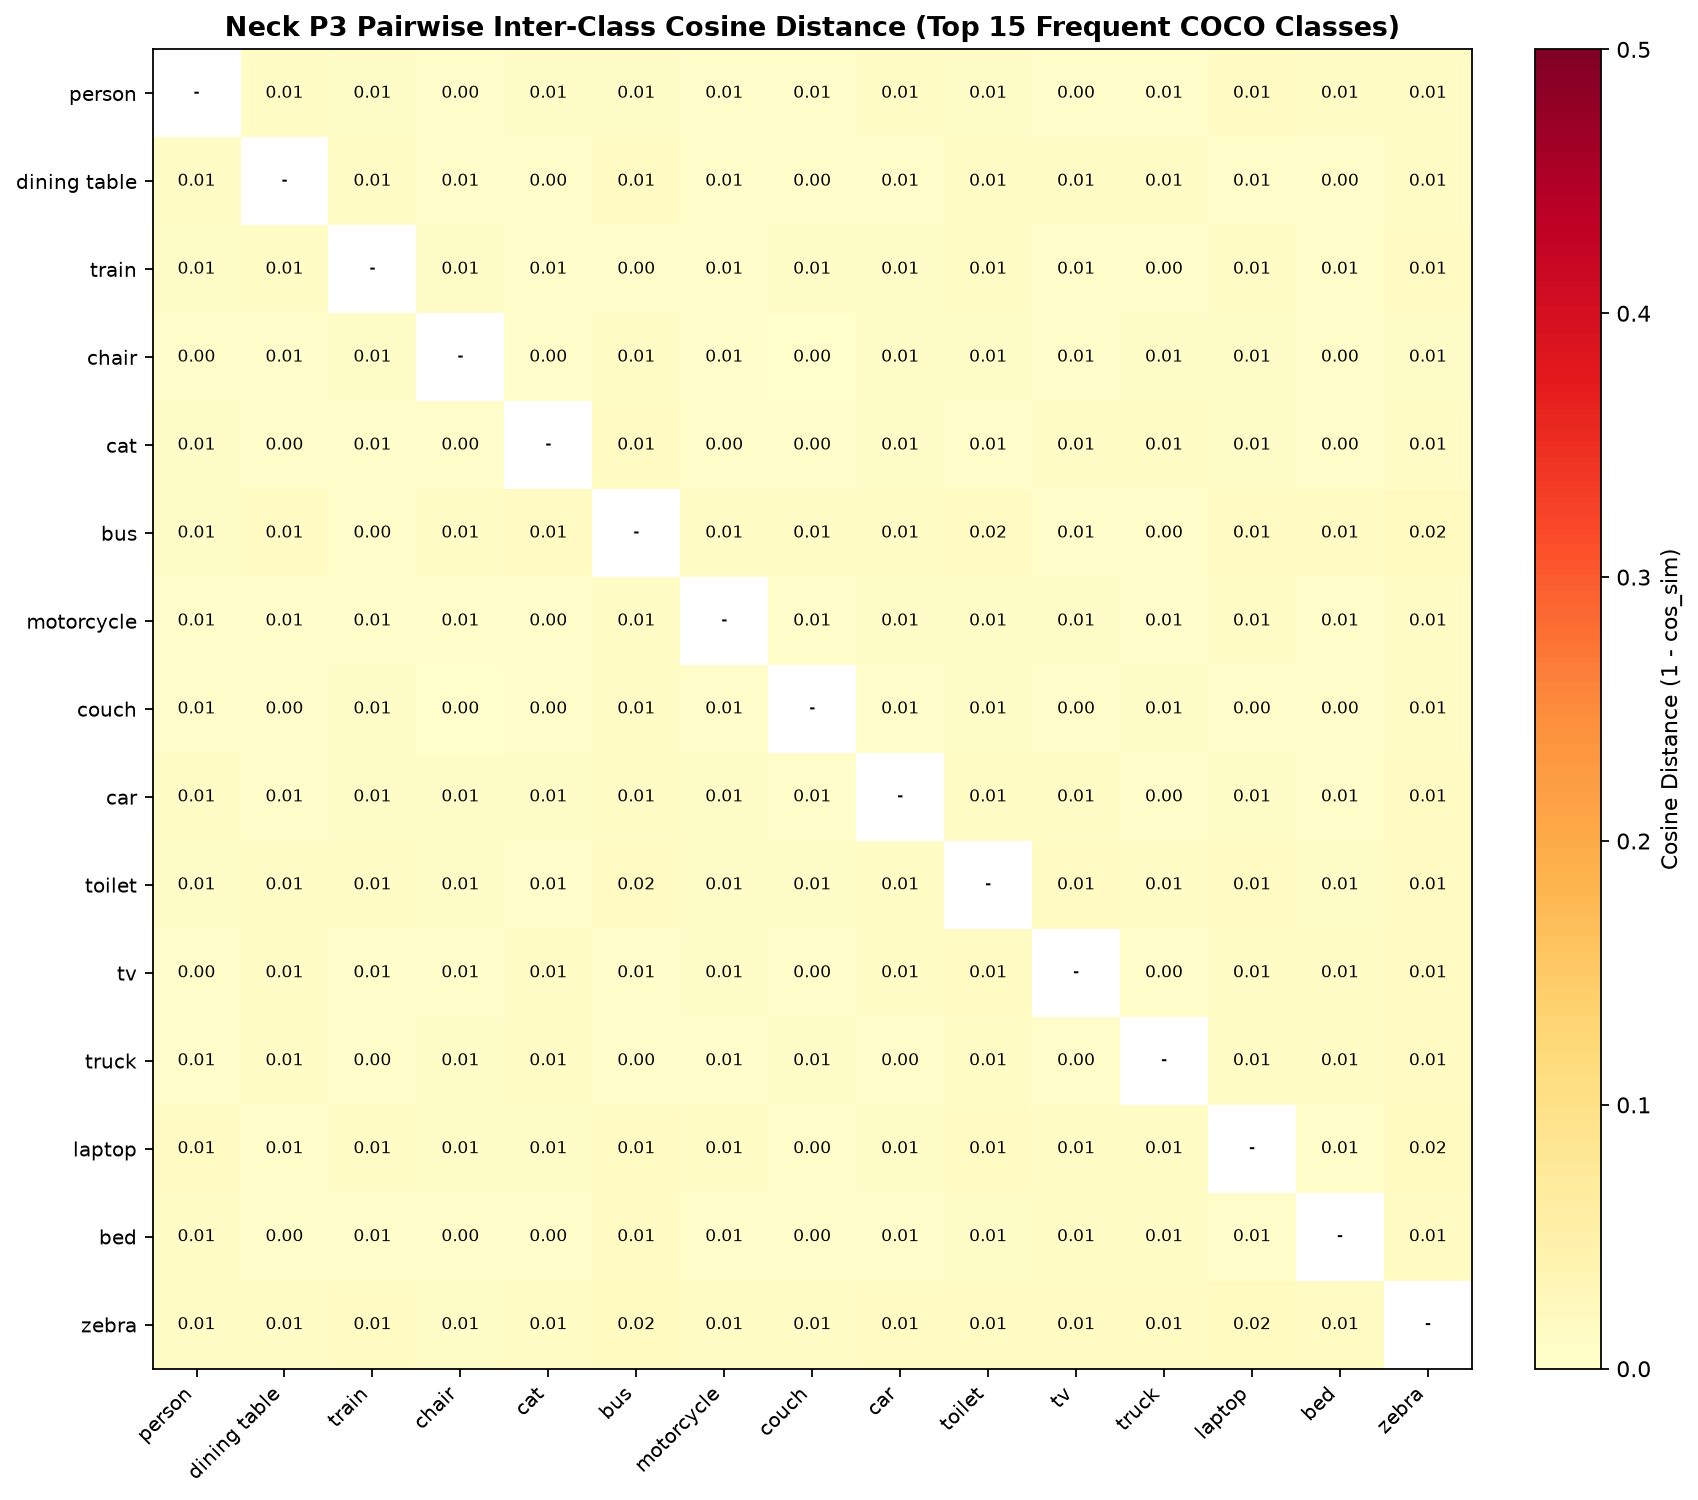 Neck P3 Pairwise Inter-Class Cosine Distance (Top 15 Frequent COCO Classes)
person - 0.01 0.01 0.00 0.01 0.01 0.01 0.01 0.01 0.01 0.00 0.01 0.01 0.01 0.01
dining table 0.01 - 0.01 0.01 0.00 0.01 0.01 0.00 0.01 0.01 0.01 0.01 0.01 0.00 0.01
train 0.01 0.01 - 0.01 0.01 0.00 0.01 0.01 0.01 0.01 0.01 0.00 0.01 0.01 0.01
chair 0.00 0.01 0.01 - 0.00 0.01 0.01 0.00 0.01 0.01 0.01 0.01 0.01 0.00 0.01
cat 0.01 0.00 0.01 0.00 - 0.01 0.00 0.00 0.01 0.01 0.01 0.01 0.01 0.00 0.01
bus 0.01 0.01 0.00 0.01 0.01 - 0.01 0.01 0.01 0.02 0.01 0.00 0.01 0.01 0.02
motorcycle 0.01 0.01 0.01 0.01 0.00 0.01 - 0.01 0.01 0.01 0.01 0.01 0.01 0.01 0.01
couch 0.01 0.00 0.01 0.00 0.00 0.01 0.01 - 0.01 0.01 0.00 0.01 0.00 0.00 0.01
car 0.01 0.01 0.01 0.01 0.01 0.01 0.01 0.01 - 0.01 0.01 0.00 0.01 0.01 0.01
toilet 0.01 0.01 0.01 0.01 0.01 0.02 0.01 0.01 0.01 - 0.01 0.01 0.01 0.01 0.01
tv 0.00 0.01 0.01 0.01 0.01 0.01 0.01 0.00 0.01 0.01 - 0.00 0.01 0.01 0.01
truck 0.01 0.01 0.00 0.01 0.01 0.00 0.01 0.01 0.00 0.01 0.00 - 0.01 0.01 0.01
laptop 0.01 0.01 0.01 0.01 0.01 0.01 0.01 0.00 0.01 0.01 0.01 0.01 - 0.01 0.02
bed 0.01 0.00 0.01 0.00 0.00 0.01 0.01 0.00 0.01 0.01 0.01 0.01 0.01 - 0.01
zebra 0.01 0.01 0.01 0.01 0.01 0.02 0.01 0.01 0.01 0.01 0.01 0.01 0.02 0.01 -
person dining table train chair cat bus motorcycle couch car toilet tv truck laptop bed zebra
0.5
0.4
0.3
0.2
0.1
0.0
Cosine Distance (1 - cos_sim)